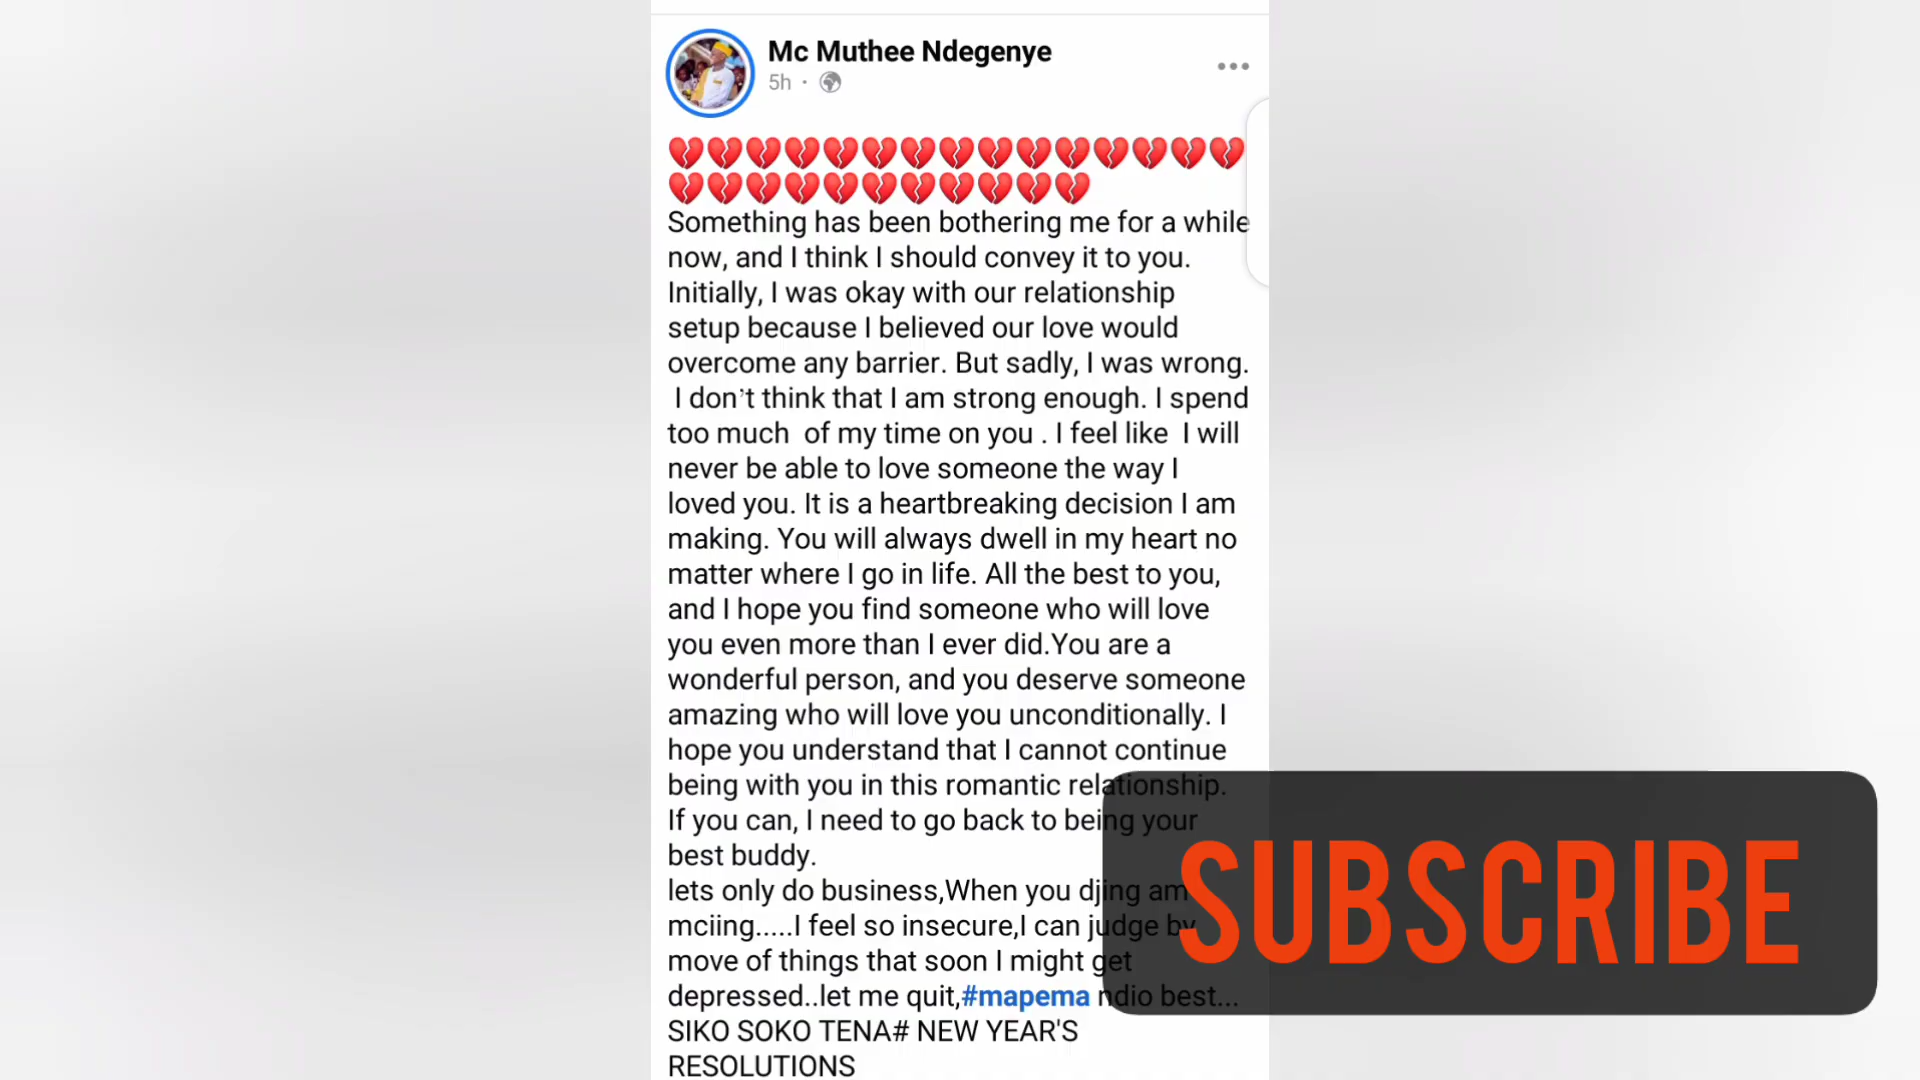 Mc Muthee Ndegenye
5h ·
💔💔💔💔💔💔💔💔💔💔💔💔💔💔💔
💔💔💔💔💔💔💔💔💔💔💔
Something has been bothering me for a while
now, and I think I should convey it to you.
Initially, I was okay with our relationship
setup because I believed our love would
overcome any barrier. But sadly, I was wrong.
I don’t think that I am strong enough. I spend
too much  of my time on you . I feel like  I will
never be able to love someone the way I
loved you. It is a heartbreaking decision I am
making. You will always dwell in my heart no
matter where I go in life. All the best to you,
and I hope you find someone who will love
you even more than I ever did.You are a
wonderful person, and you deserve someone
amazing who will love you unconditionally. I
hope you understand that I cannot continue
being with you in this romantic relationship.
If you can, I need to go back to being your
best buddy.
lets only do business,When you djing am
mciing.....I feel so insecure,I can judge by
move of things that soon I might get
depressed..let me quit,#mapema ndio best...
SIKO SOKO TENA# NEW YEAR'S
RESOLUTIONS
SUBSCRIBE